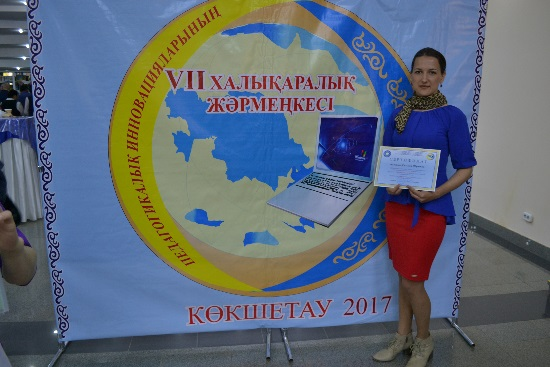 ПЕДАГОГИКАЛЫҚ ИННОВАЦИЯЛАРЫНЫҢ
VII ХАЛЫҚАРАЛЫҚ
ЖӘРМЕҢКЕСІ
КӨКШЕТАУ 2017